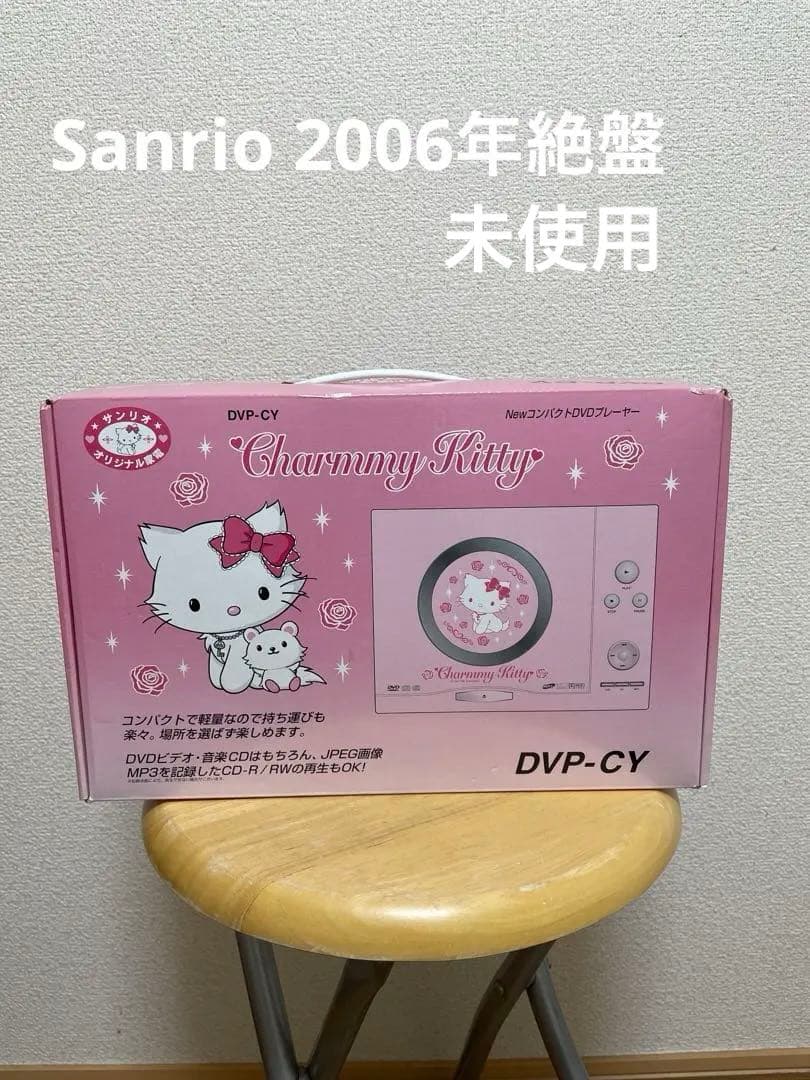 Sanrio 2006年絶盤
未使用
サンリオ
オリジナル家電
DVP-CY
NewコンパクトDVDプレーヤー
Charmmy Kitty
PLAY
STOP
PAUSE
Charmmy Kitty
コンパクトで軽量なので持ち運びも
楽々。場所を選ばず楽しめます。
DVDビデオ・音楽CDはもちろん、JPEG画像
MP3を記録したCD-R/RWの再生もOK!
DVP-CY